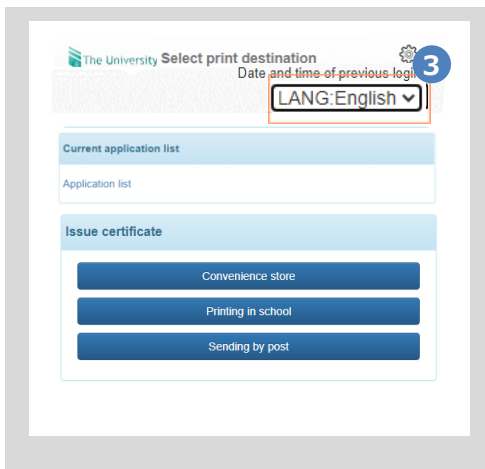 The University Select print destination
Date and time of previous login
3
LANG:English
Current application list
Application list
Issue certificate
Convenience store
Printing in school
Sending by post